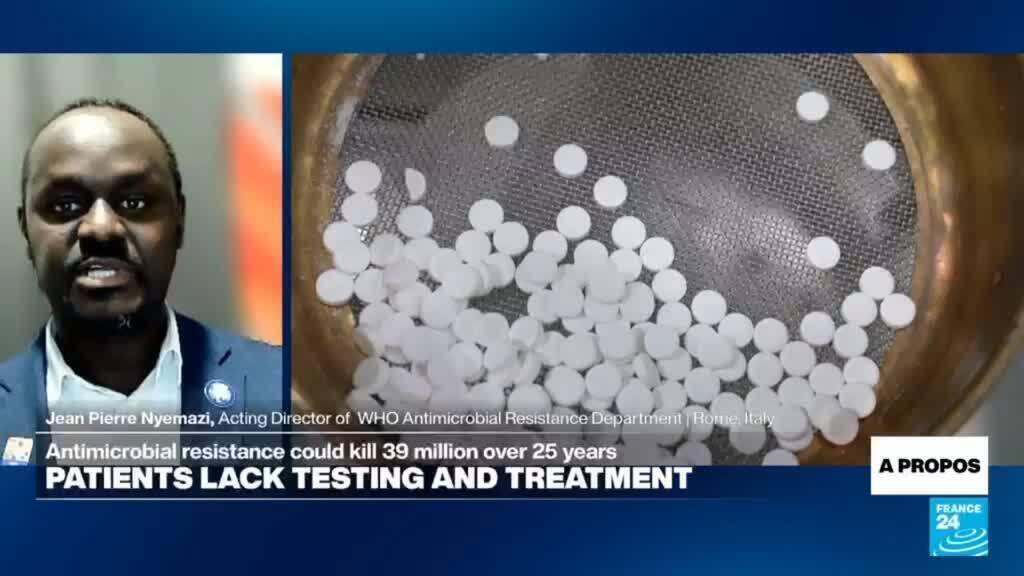 Jean Pierre Nyemazi, Acting Director of WHO Antimicrobial Resistance Department | Rome, Italy
Antimicrobial resistance could kill 39 million over 25 years
PATIENTS LACK TESTING AND TREATMENT
A PROPOS
FRANCE
24